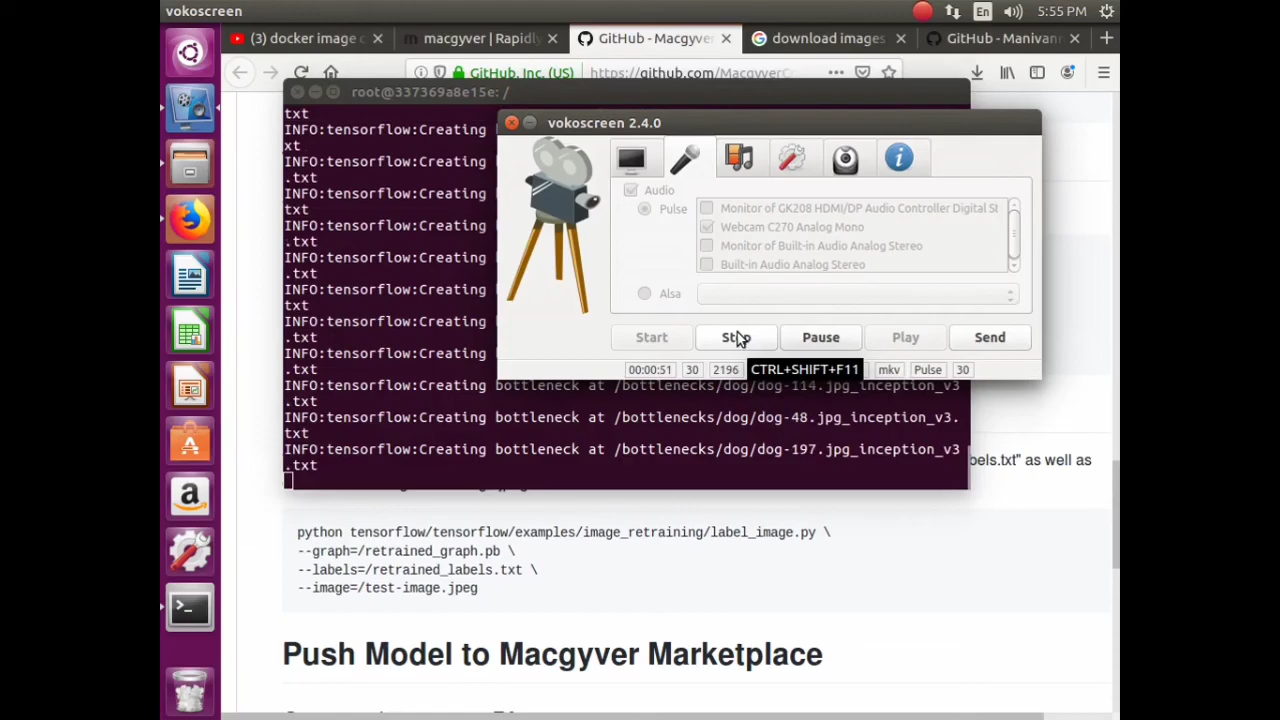 vokoscreen
En
5:55 PM
(3) docker image c
macgyver | Rapidly
GitHub - Macgyver
download images
GitHub - Manivann
GitHub, Inc. (US)
https://github.com/Macgyver
root@337369a8e15e: /
txt
INFO:tensorflow:Creating
xt
INFO:tensorflow:Creating
.txt
INFO:tensorflow:Creating
txt
INFO:tensorflow:Creating
.txt
INFO:tensorflow:Creating
.txt
INFO:tensorflow:Creating
txt
INFO:tensorflow:Creating
.txt
INFO:tensorflow:Creating
.txt
INFO:tensorflow:Creating bottleneck at /bottlenecks/dog/dog-114.jpg_inception_v3
.txt
INFO:tensorflow:Creating bottleneck at /bottlenecks/dog/dog-48.jpg_inception_v3.
txt
INFO:tensorflow:Creating bottleneck at /bottlenecks/dog/dog-197.jpg_inception_v3
.txt
vokoscreen 2.4.0
Audio
Pulse
Monitor of GK208 HDMI/DP Audio Controller Digital St
Webcam C270 Analog Mono
Monitor of Built-in Audio Analog Stereo
Built-in Audio Analog Stereo
Alsa
Start
Stop
Pause
Play
Send
00:00:51
30
2196
CTRL+SHIFT+F11
mkv
Pulse
30
bels.txt" as well as
python tensorflow/tensorflow/examples/image_retraining/label_image.py \
--graph=/retrained_graph.pb \
--labels=/retrained_labels.txt \
--image=/test-image.jpeg
Push Model to Macgyver Marketplace